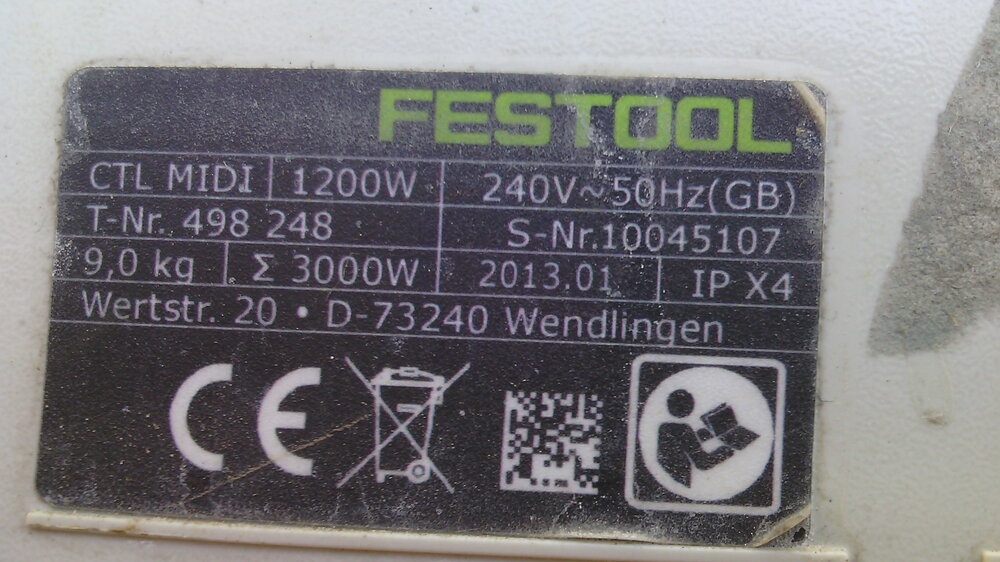 FESTOOL
CTL MIDI 1200W 240V~50Hz(GB)
T-Nr. 498 248 S-Nr.10045107
9,0 kg Σ 3000W 2013.01 IP X4
Wertstr. 20 • D-73240 Wendlingen
CE